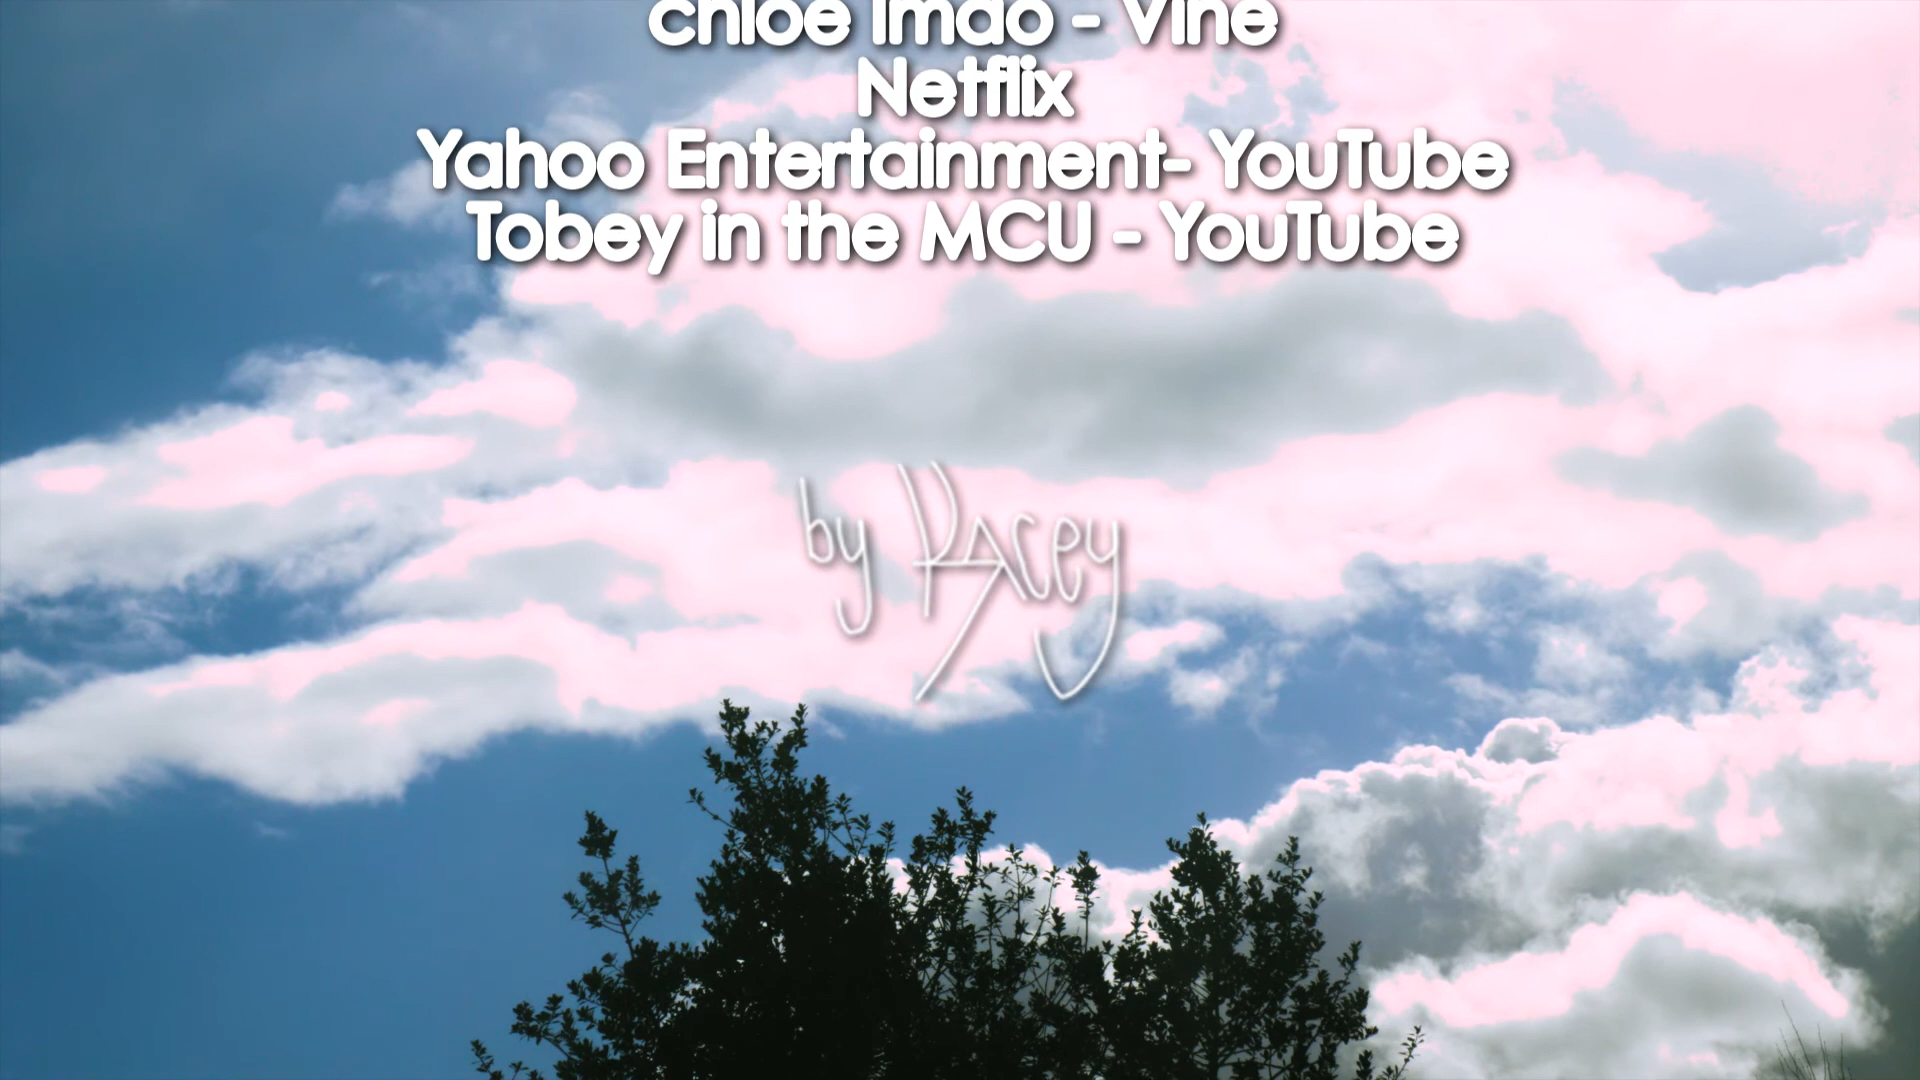 chloe lmao - Vine
Netflix
Yahoo Entertainment- YouTube
Tobey in the MCU - YouTube
by Kacey